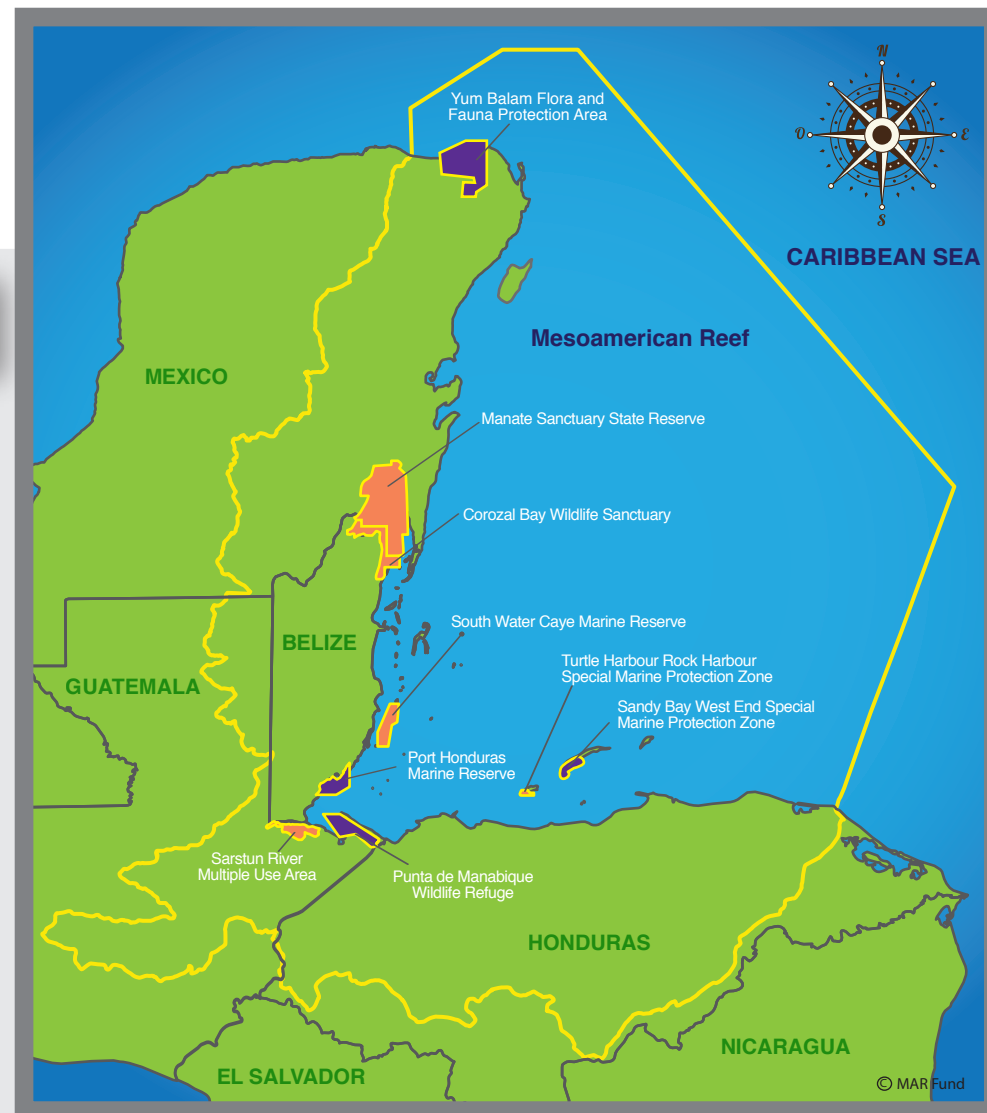 N
O
E
S
Yum Balam Flora and
Fauna Protection Area
CARIBBEAN SEA
Mesoamerican Reef
MEXICO
Manate Sanctuary State Reserve
Corozal Bay Wildlife Sanctuary
South Water Caye Marine Reserve
BELIZE
Turtle Harbour Rock Harbour
Special Marine Protection Zone
GUATEMALA
Sandy Bay West End Special
Marine Protection Zone
Port Honduras
Marine Reserve
Sarstun River
Multiple Use Area
Punta de Manabique
Wildlife Refuge
HONDURAS
NICARAGUA
EL SALVADOR
© MAR Fund